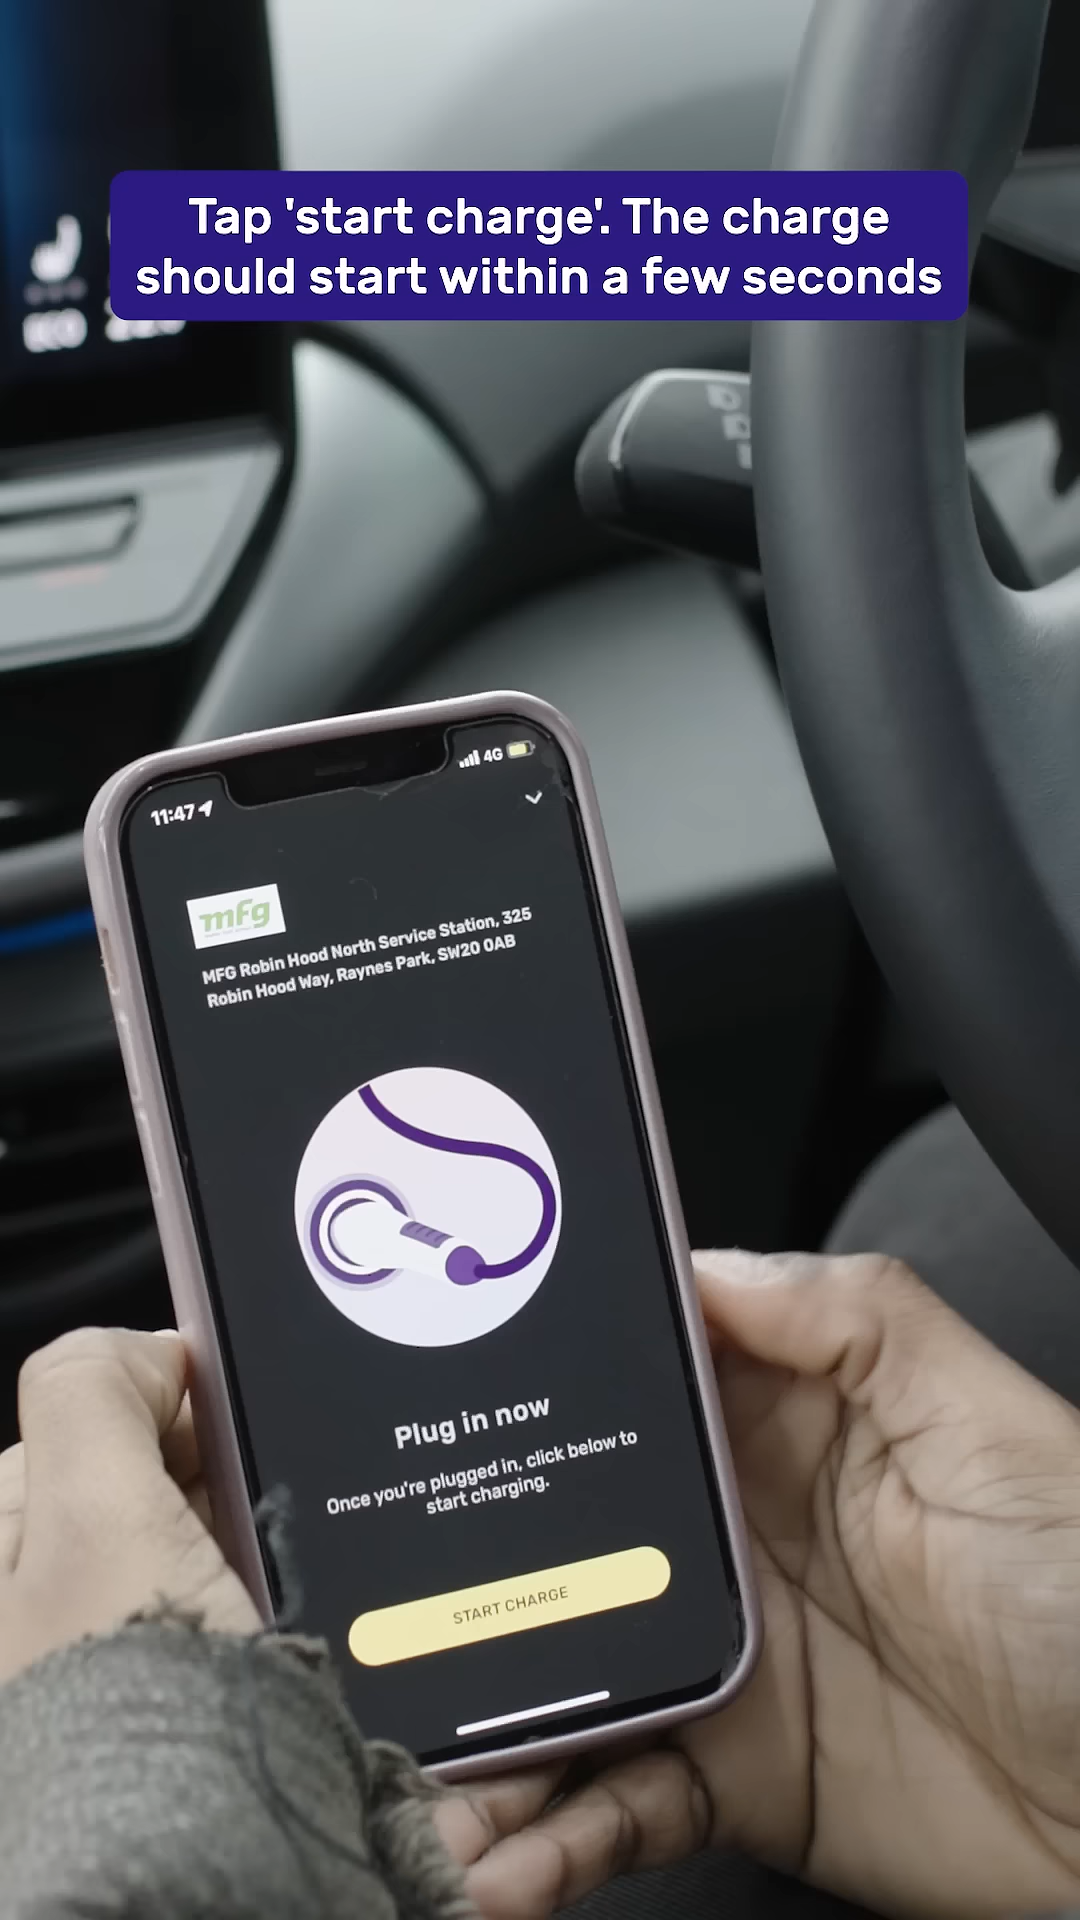 Tap 'start charge'. The charge
should start within a few seconds
ECO
11:47
4G
mfg
MFG Robin Hood North Service Station, 325
Robin Hood Way, Raynes Park, SW20 0AB
Plug in now
Once you're plugged in, click below to
start charging.
START CHARGE